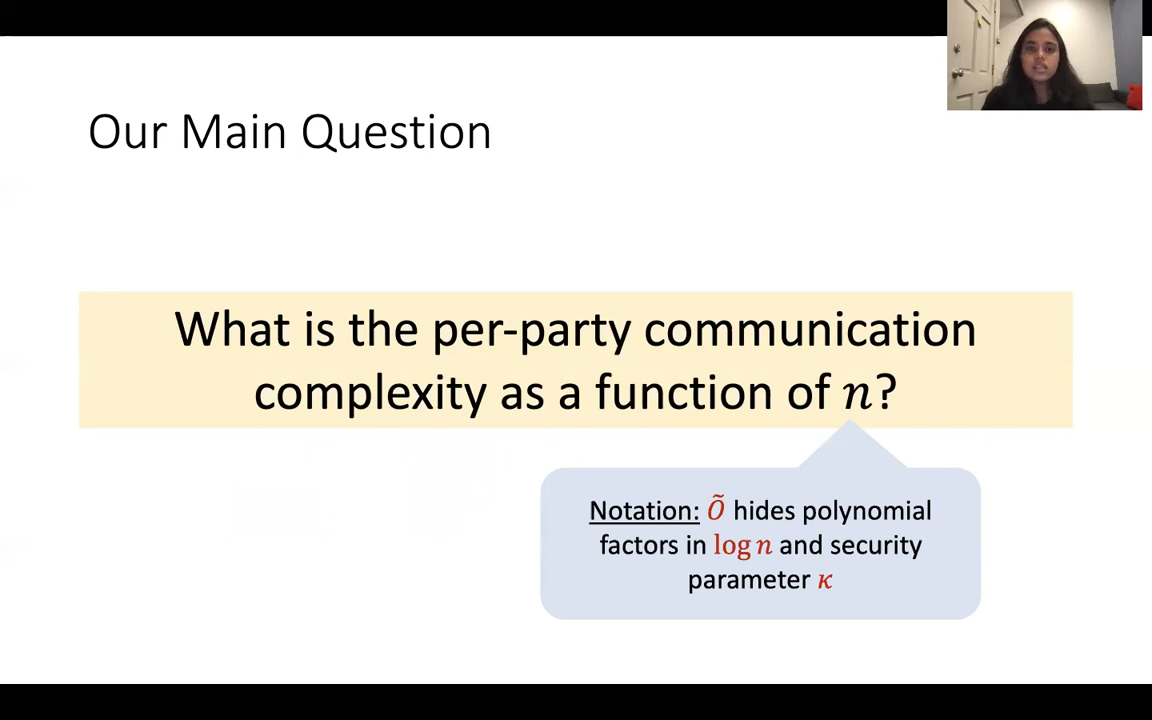 Our Main Question
What is the per-party communication
complexity as a function of n?
Notation: Õ hides polynomial
factors in log n and security
parameter κ